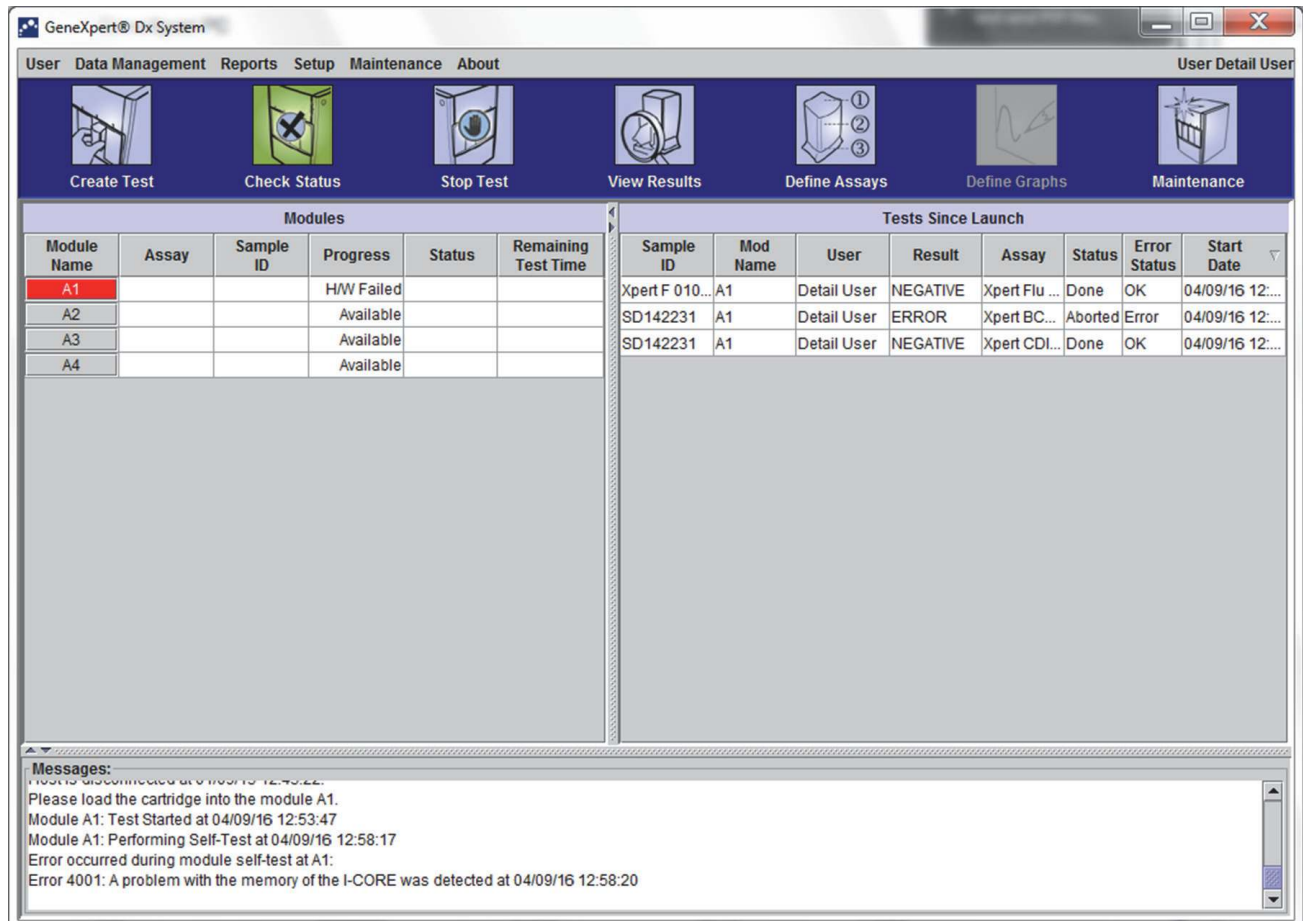 GeneXpert® Dx System
User Data Management Reports Setup Maintenance About User Detail User
Create Test Check Status Stop Test View Results Define Assays Define Graphs Maintenance
① ② ③
Modules
Module Name Assay Sample ID Progress Status Remaining Test Time
A1 H/W Failed
A2 Available
A3 Available
A4 Available
Tests Since Launch
Sample ID Mod Name User Result Assay Status Error Status Start Date
Xpert F 010... A1 Detail User NEGATIVE Xpert Flu ... Done OK 04/09/16 12:...
SD142231 A1 Detail User ERROR Xpert BC... Aborted Error 04/09/16 12:...
SD142231 A1 Detail User NEGATIVE Xpert CDI... Done OK 04/09/16 12:...
Messages:
Please load the cartridge into the module A1.
Module A1: Test Started at 04/09/16 12:53:47
Module A1: Performing Self-Test at 04/09/16 12:58:17
Error occurred during module self-test at A1:
Error 4001: A problem with the memory of the I-CORE was detected at 04/09/16 12:58:20